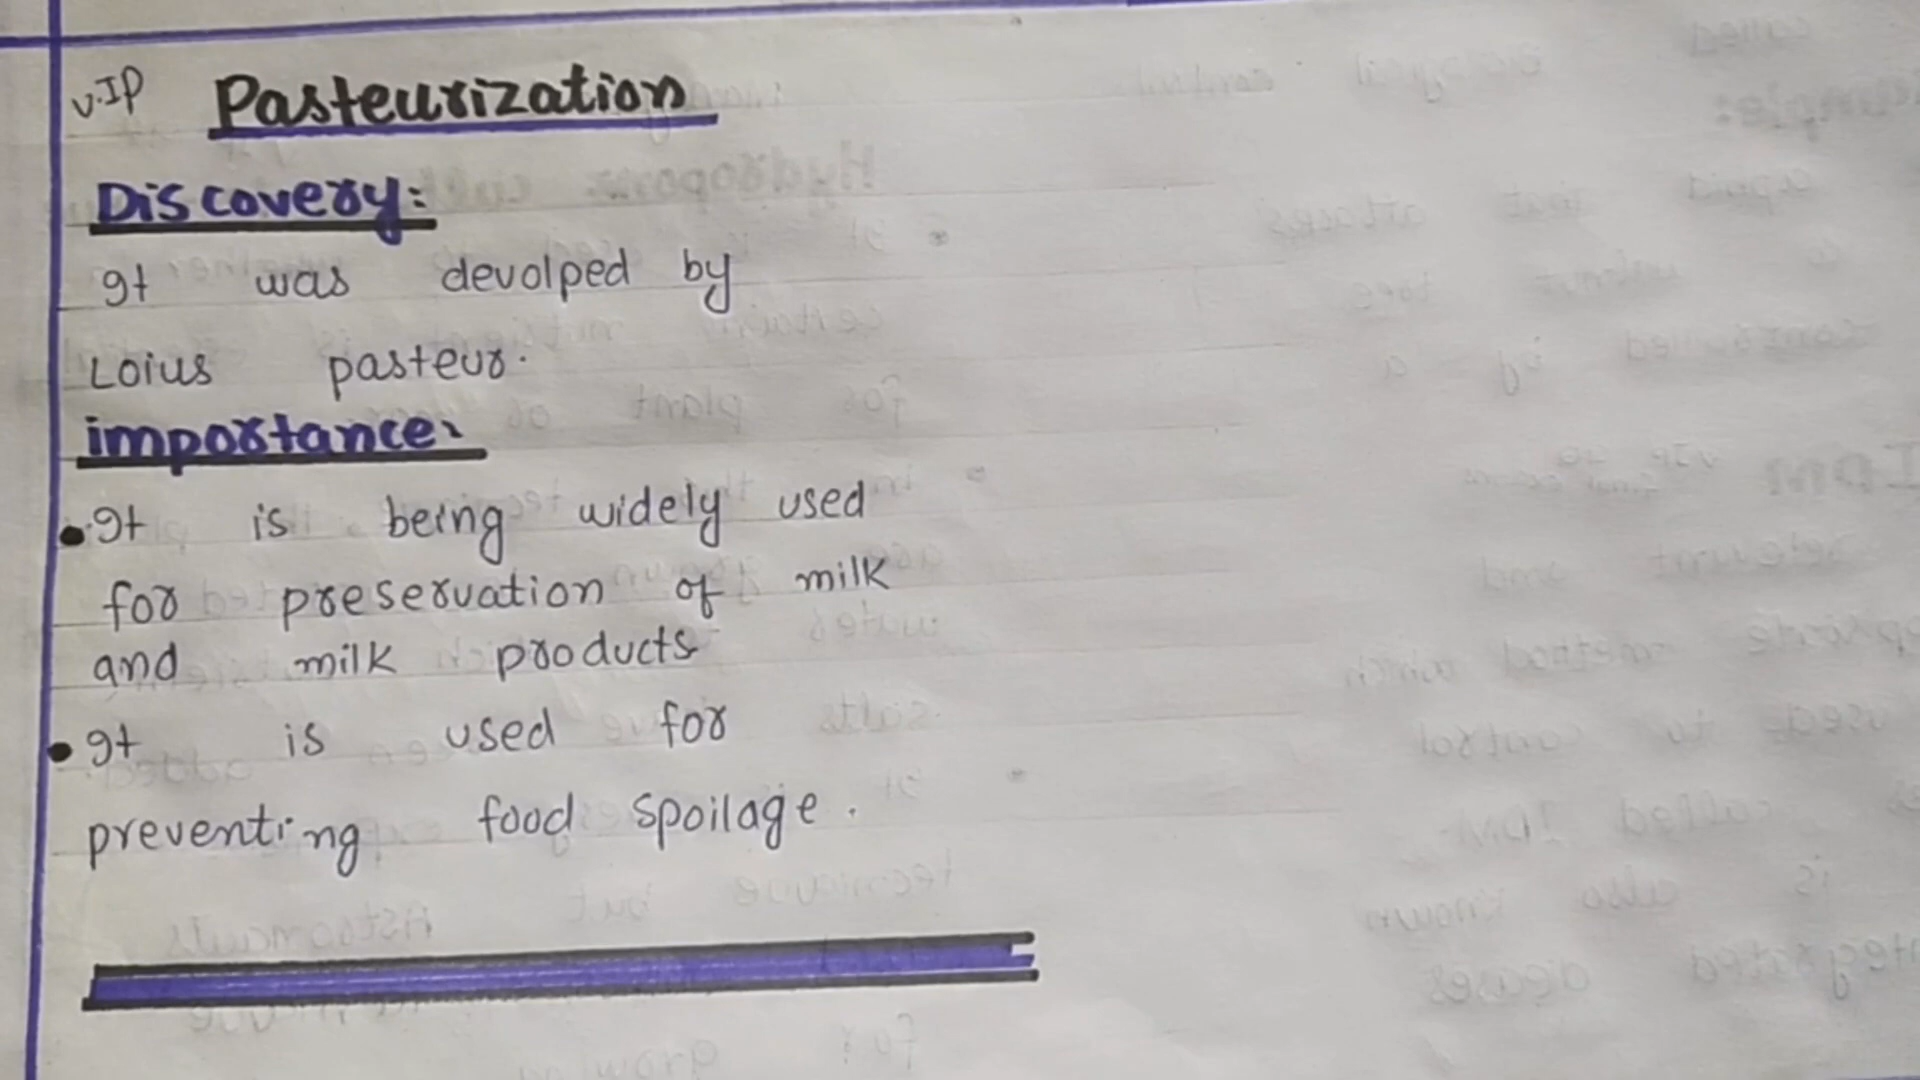 V.IP Pasteurization
Discovery:
It was devolped by
Loius pasteur.
importance:
• It is being widely used
for preservation of milk
and milk products
• It is used for
preventing food spoilage.